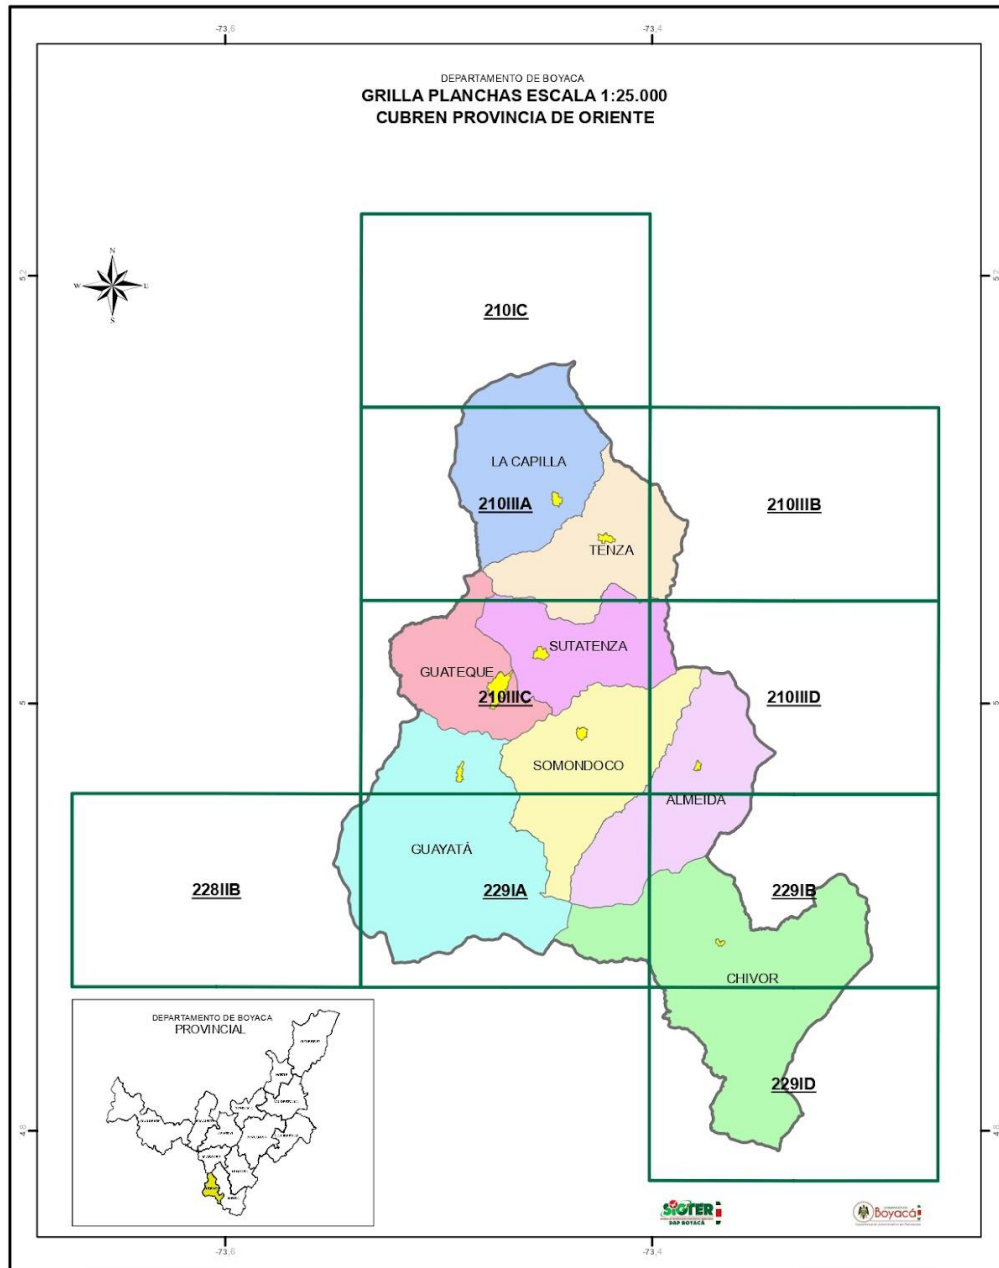 -73,6
-73,4
DEPARTAMENTO DE BOYACA
GRILLA PLANCHAS ESCALA 1:25.000
CUBREN PROVINCIA DE ORIENTE
5,2
5,2
N
W
E
S
210IC
LA CAPILLA
210IIIA
210IIIB
TENZA
SUTATENZA
GUATEQUE
210IIIC
210IIID
5
5
SOMONDOCO
ALMEIDA
GUAYATÁ
228IIB
229IA
229IB
CHIVOR
DEPARTAMENTO DE BOYACA
PROVINCIAL
229ID
4,8
4,8
SIGTER
DAP BOYACÁ
Boyacá
-73,6
-73,4